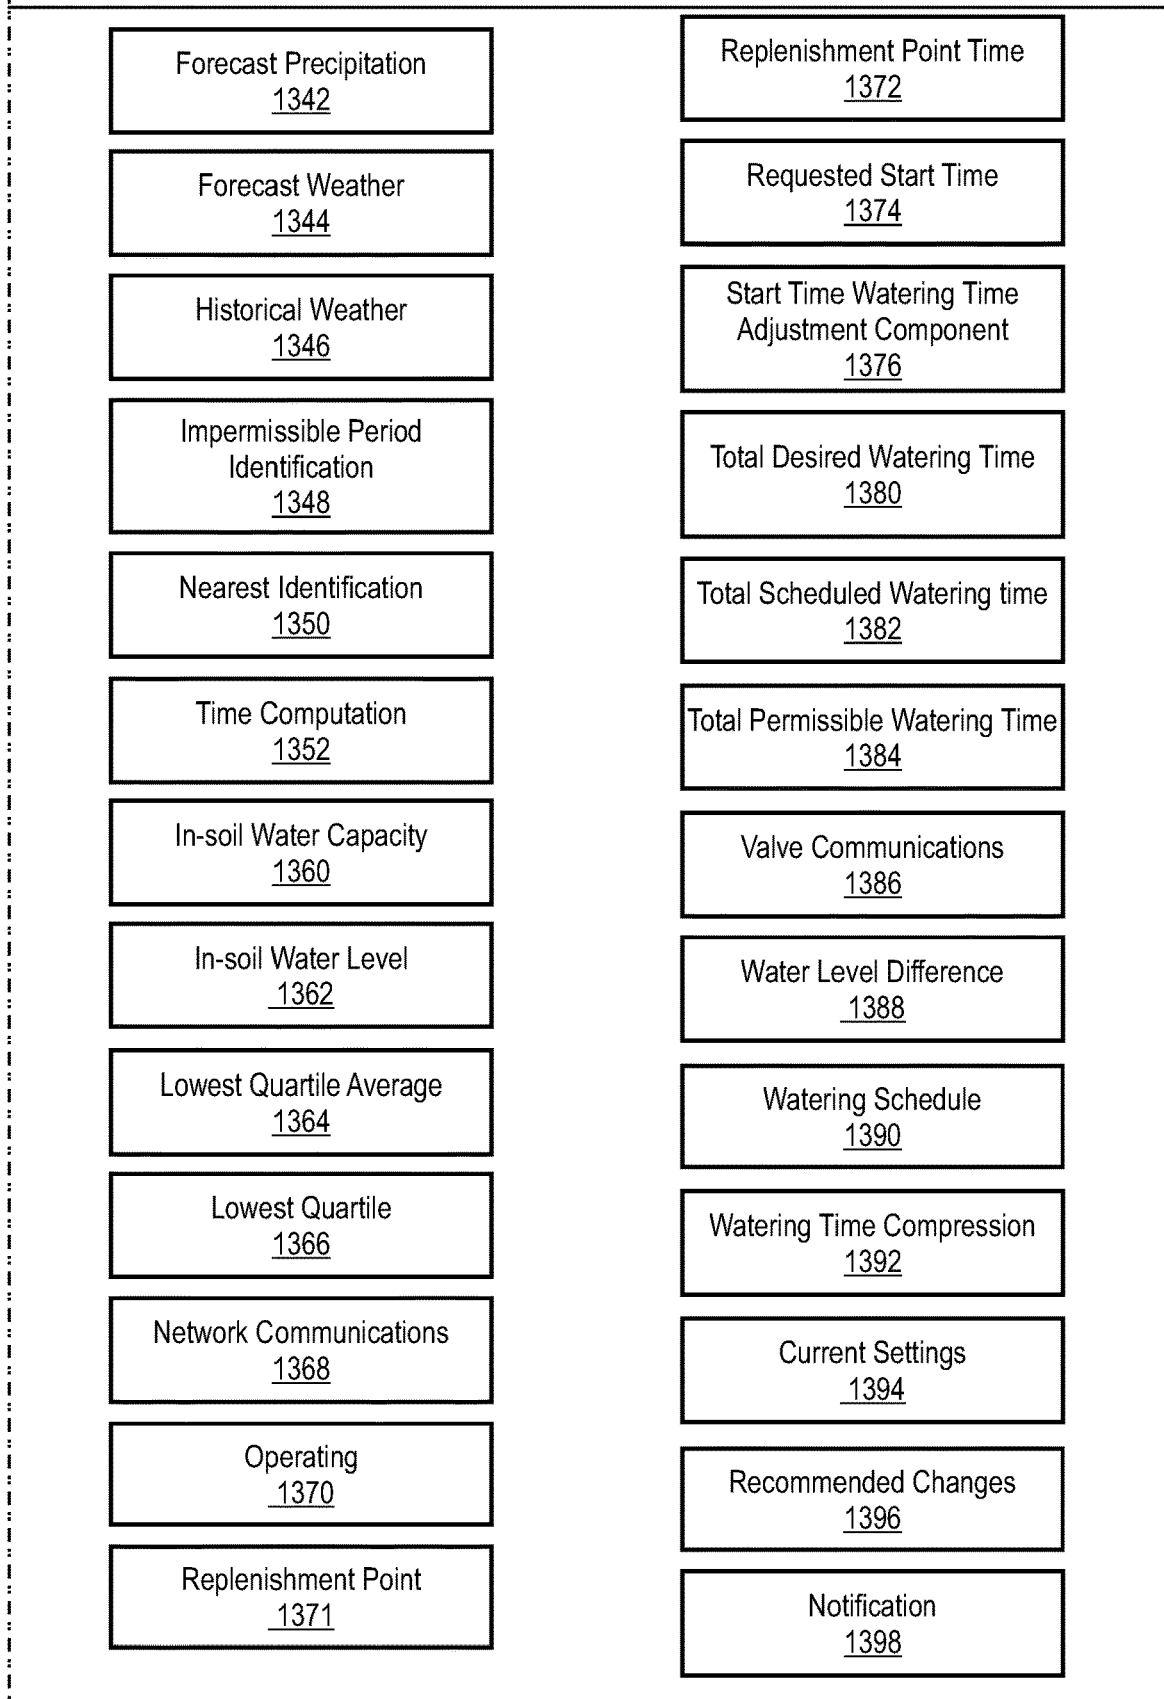 Forecast Precipitation
1342
Forecast Weather
1344
Historical Weather
1346
Impermissible Period
Identification
1348
Nearest Identification
1350
Time Computation
1352
In-soil Water Capacity
1360
In-soil Water Level
1362
Lowest Quartile Average
1364
Lowest Quartile
1366
Network Communications
1368
Operating
1370
Replenishment Point
1371
Replenishment Point Time
1372
Requested Start Time
1374
Start Time Watering Time
Adjustment Component
1376
Total Desired Watering Time
1380
Total Scheduled Watering time
1382
Total Permissible Watering Time
1384
Valve Communications
1386
Water Level Difference
1388
Watering Schedule
1390
Watering Time Compression
1392
Current Settings
1394
Recommended Changes
1396
Notification
1398